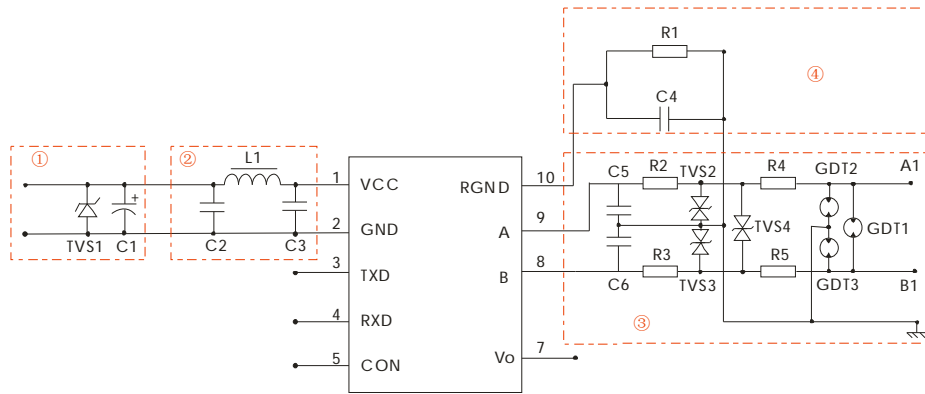 R1
④
C4
① ② L1
C5 R2 TVS2 R4 GDT2 A1
1 VCC RGND 10
9
A TVS4 GDT1
2 GND
TVS1 C1 C2 C3
3 TXD B 8
R3 R5
C6 TVS3 GDT3 B1
4 RXD
③
5 CON Vo 7
+